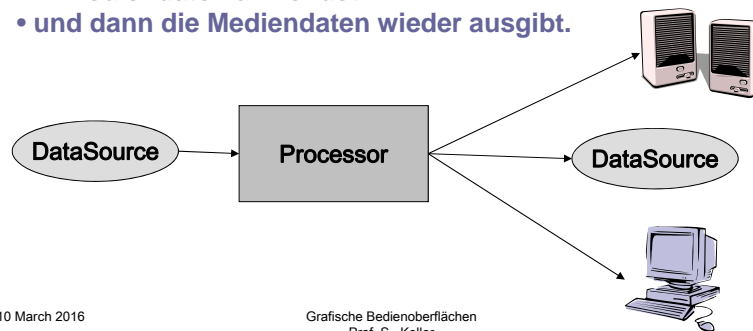 • und dann die Mediendaten wieder ausgibt.
DataSource
Processor
DataSource
10 March 2016
Grafische Bedienoberflächen